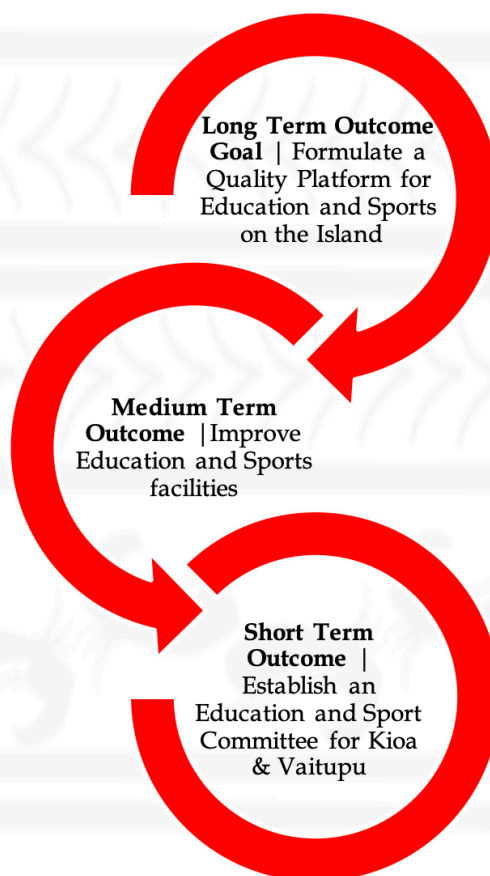 Long Term Outcome
Goal | Formulate a
Quality Platform for
Education and Sports
on the Island
Medium Term
Outcome |Improve
Education and Sports
facilities
Short Term
Outcome |
Establish an
Education and Sport
Committee for Kioa
& Vaitupu